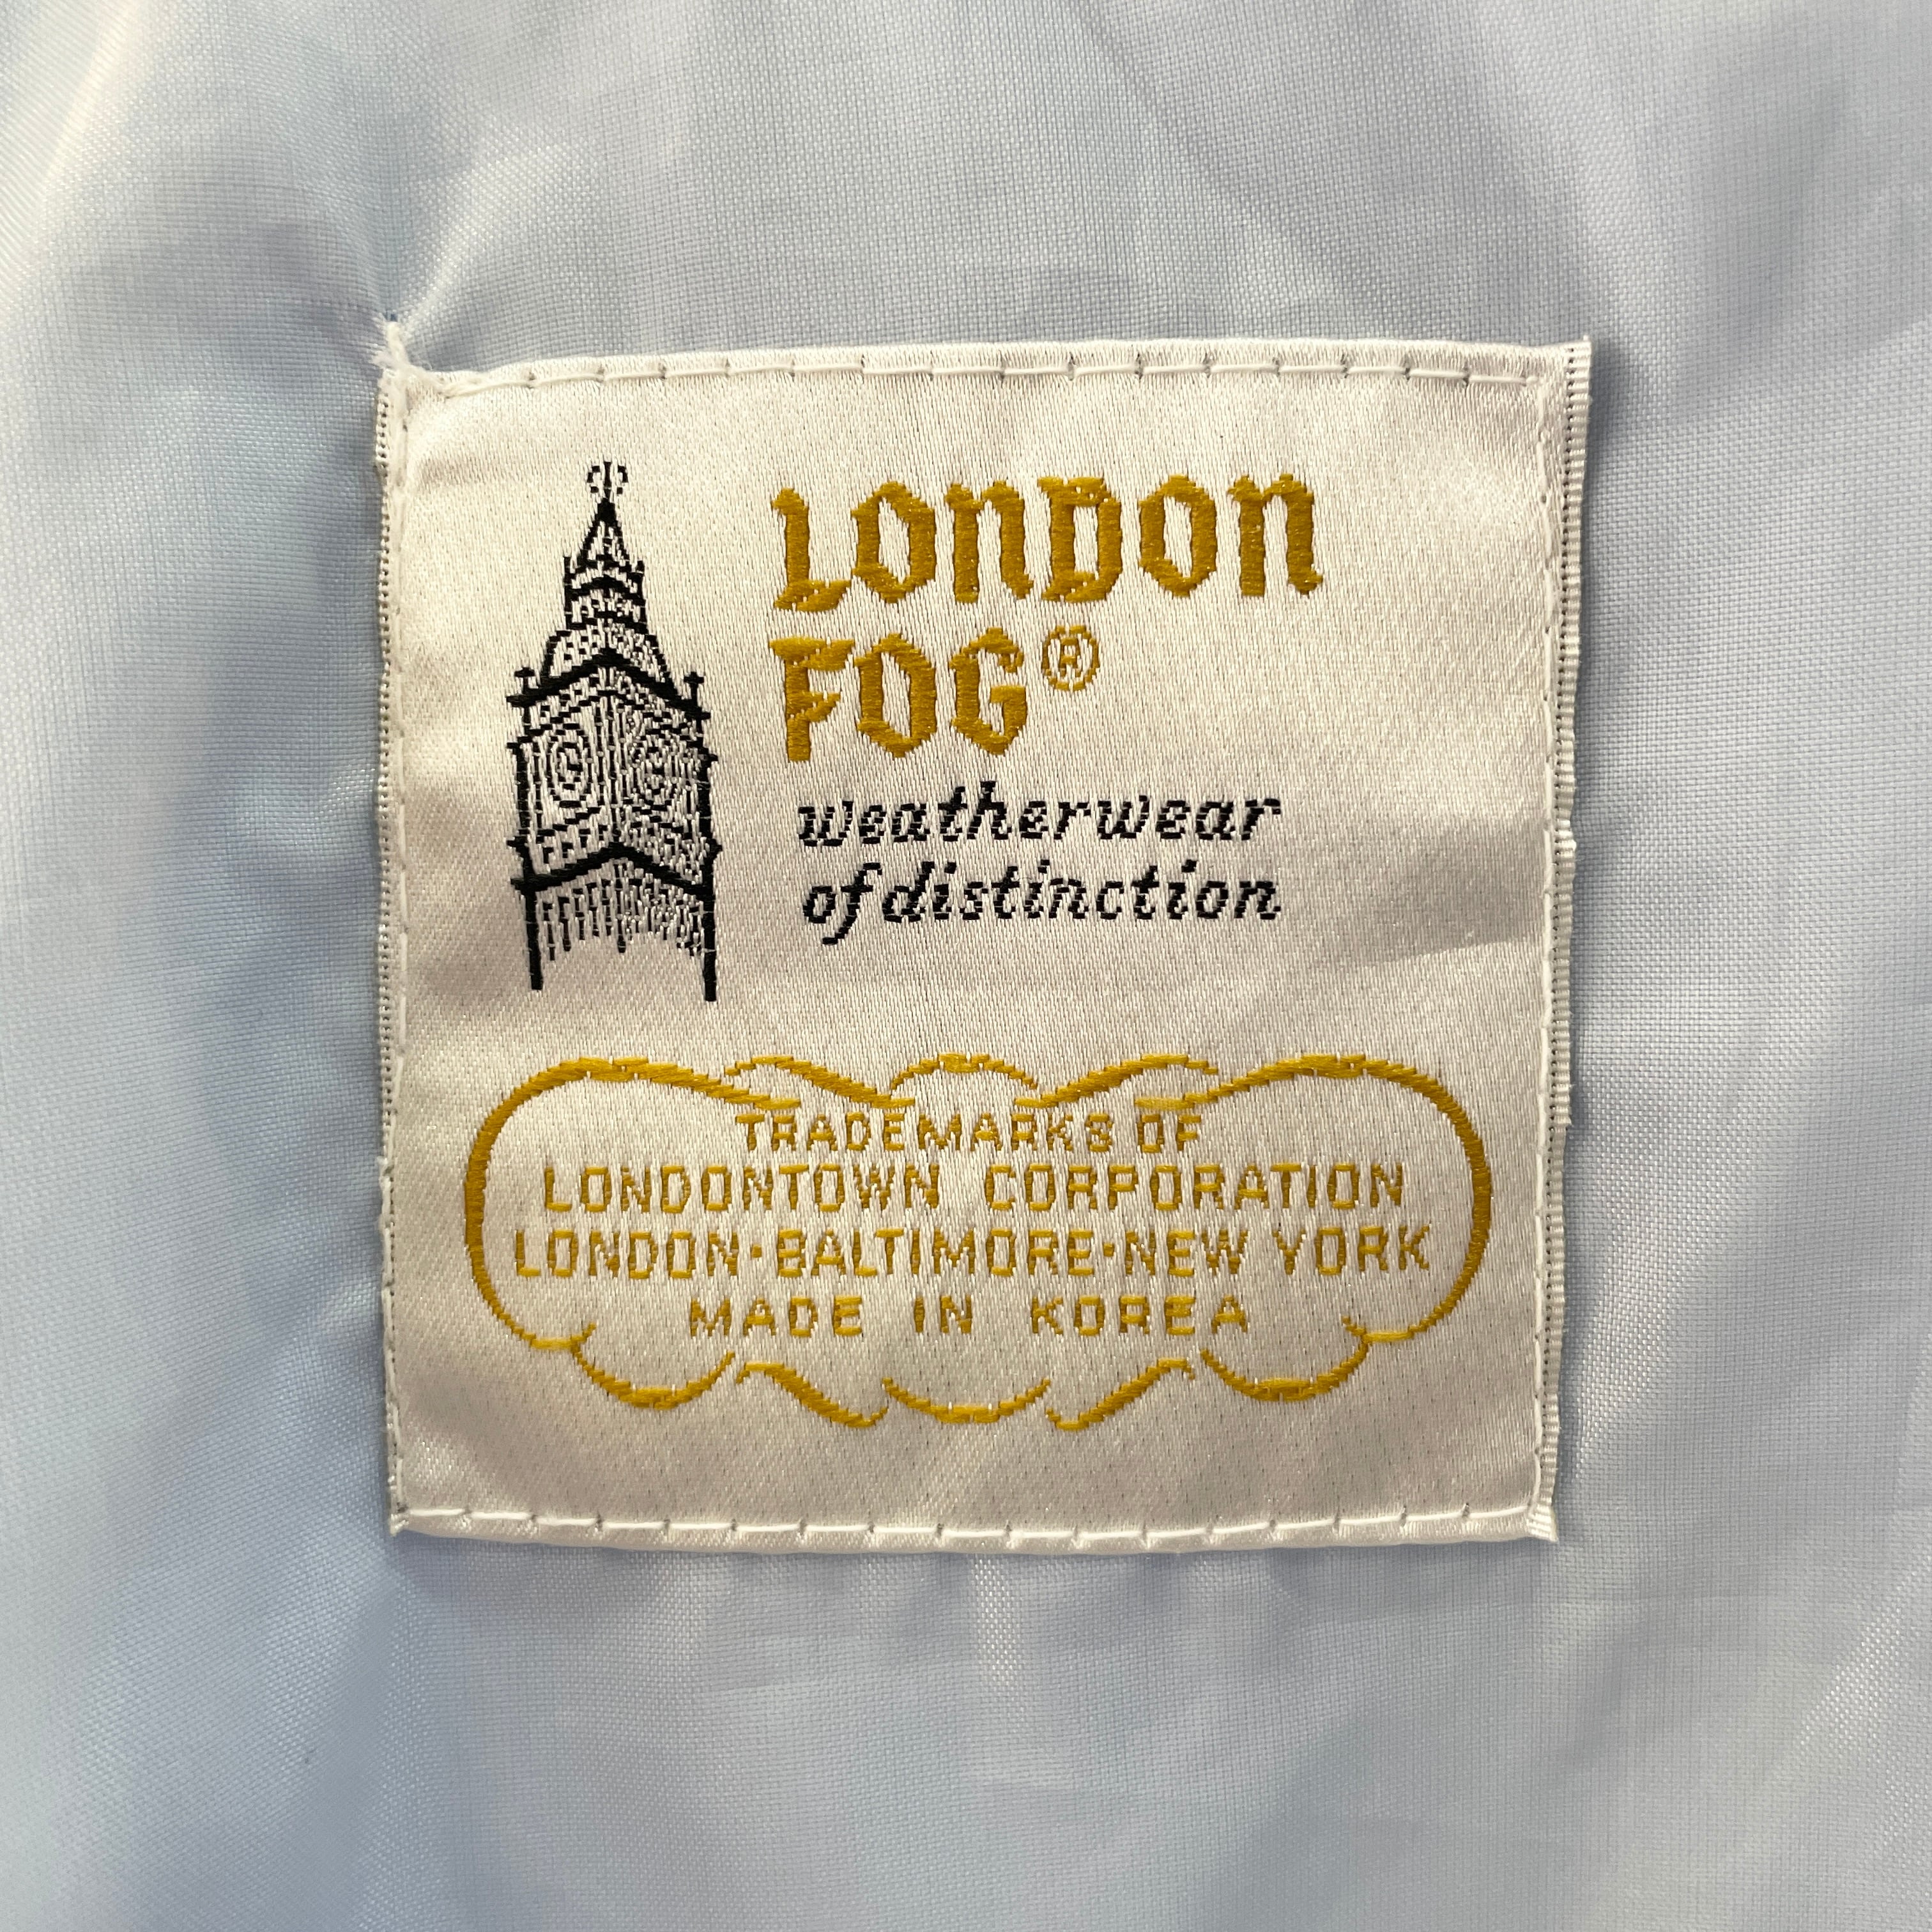 LONDON
FOG®
weatherwear
of distinction
TRADEMARKS OF
LONDONTOWN CORPORATION
LONDON·BALTIMORE·NEW YORK
MADE IN KOREA